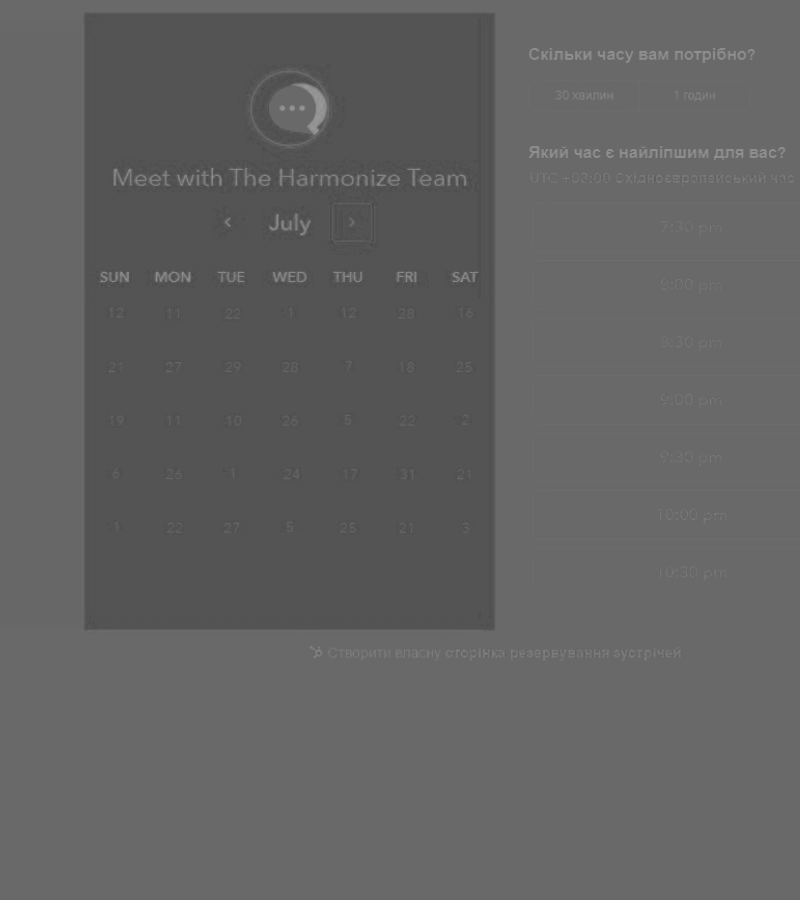 Meet with The Harmonize Team
July
SUN MON TUE WED THU FRI SAT
12 11 22 1 12 28 16
21 27 29 28 7 18 25
19 11 10 26 5 22 2
6 26 1 24 17 31 21
1 22 27 5 25 21 3
Скільки часу вам потрібно?
30 хвилин 1 годин
Який час є найліпшим для вас?
UTC +03:00 Східноєвропейський час
7:30 pm
8:00 pm
8:30 pm
9:00 pm
9:30 pm
10:00 pm
10:30 pm
Створити власну сторінка резервування зустрічей